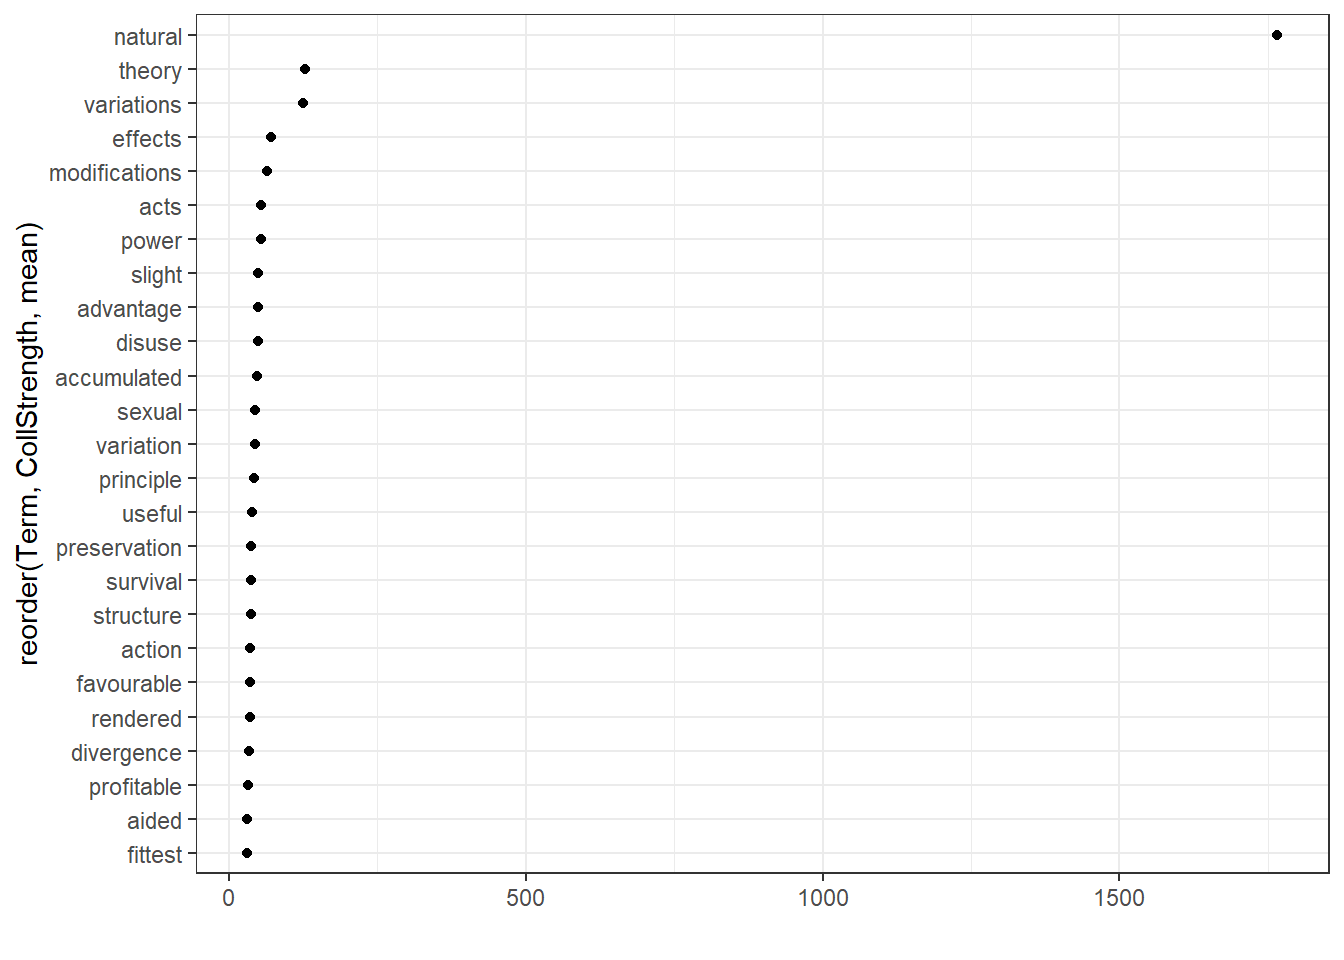 natural
theory
variations
effects
modifications
acts
power
slight
advantage
disuse
accumulated
sexual
variation
principle
useful
preservation
survival
structure
action
favourable
rendered
divergence
profitable
aided
fittest
reorder(Term, CollStrength, mean)
0 500 1000 1500